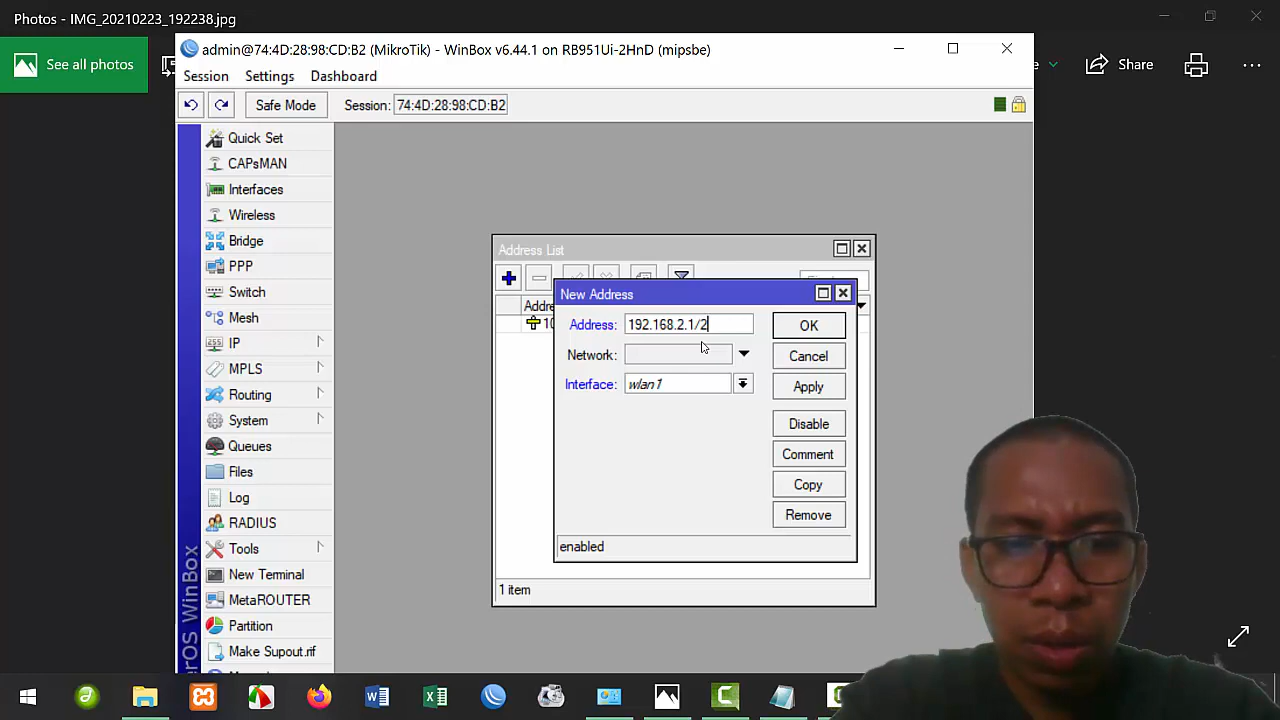 Photos - IMG_20210223_192238.jpg
See all photos
Share
admin@74:4D:28:98:CD:B2 (MikroTik) - WinBox v6.44.1 on RB951Ui-2HnD (mipsbe)
Session Settings Dashboard
Safe Mode Session: 74:4D:28:98:CD:B2
Quick Set
CAPsMAN
Interfaces
Wireless
Bridge
PPP
Switch
Mesh
IP
MPLS
Routing
System
Queues
Files
Log
RADIUS
Tools
New Terminal
MetaROUTER
Partition
Make Supout.rif
WinBox
Address List
New Address
Address: 192.168.2.1/2
Network:
Interface: wlan1
OK
Cancel
Apply
Disable
Comment
Copy
Remove
enabled
1 item